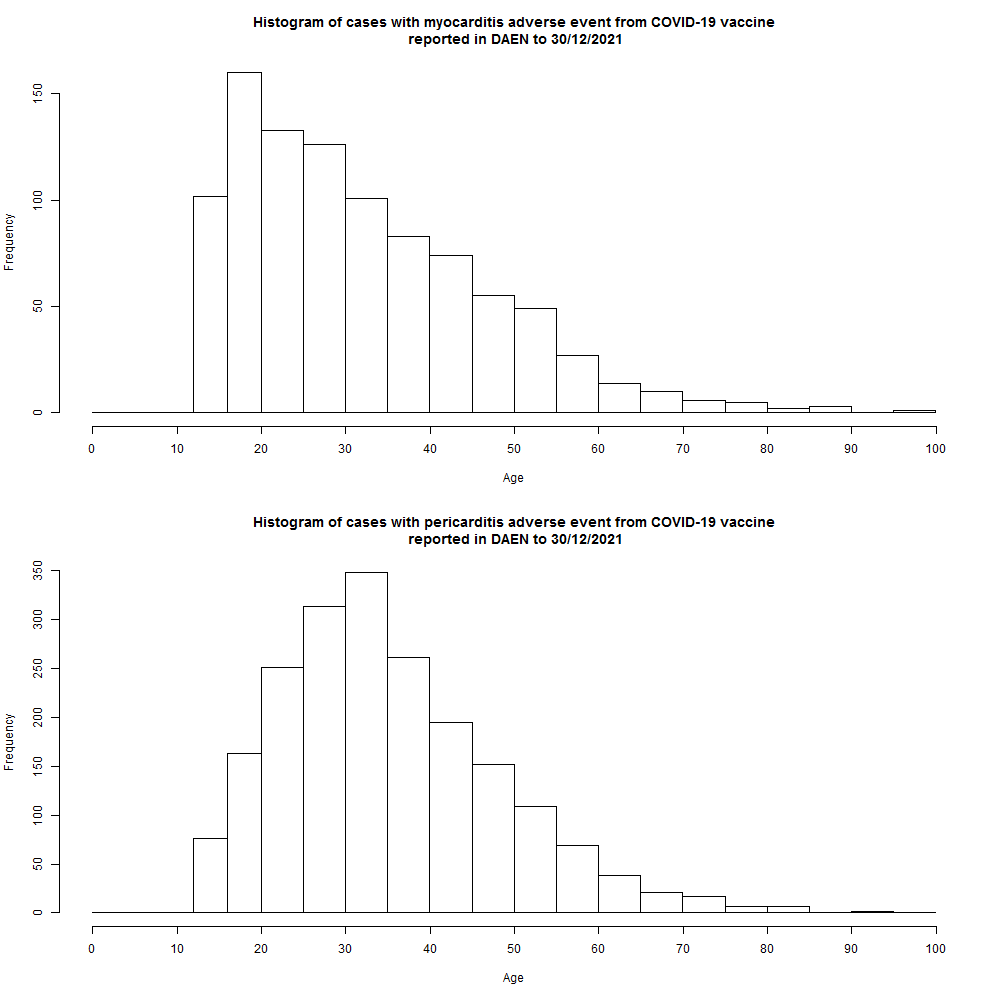 Histogram of cases with myocarditis adverse event from COVID-19 vaccine
reported in DAEN to 30/12/2021
150
100
50
0
Frequency
0 10 20 30 40 50 60 70 80 90 100
Age
Histogram of cases with pericarditis adverse event from COVID-19 vaccine
reported in DAEN to 30/12/2021
350
300
250
200
150
100
50
0
Frequency
0 10 20 30 40 50 60 70 80 90 100
Age